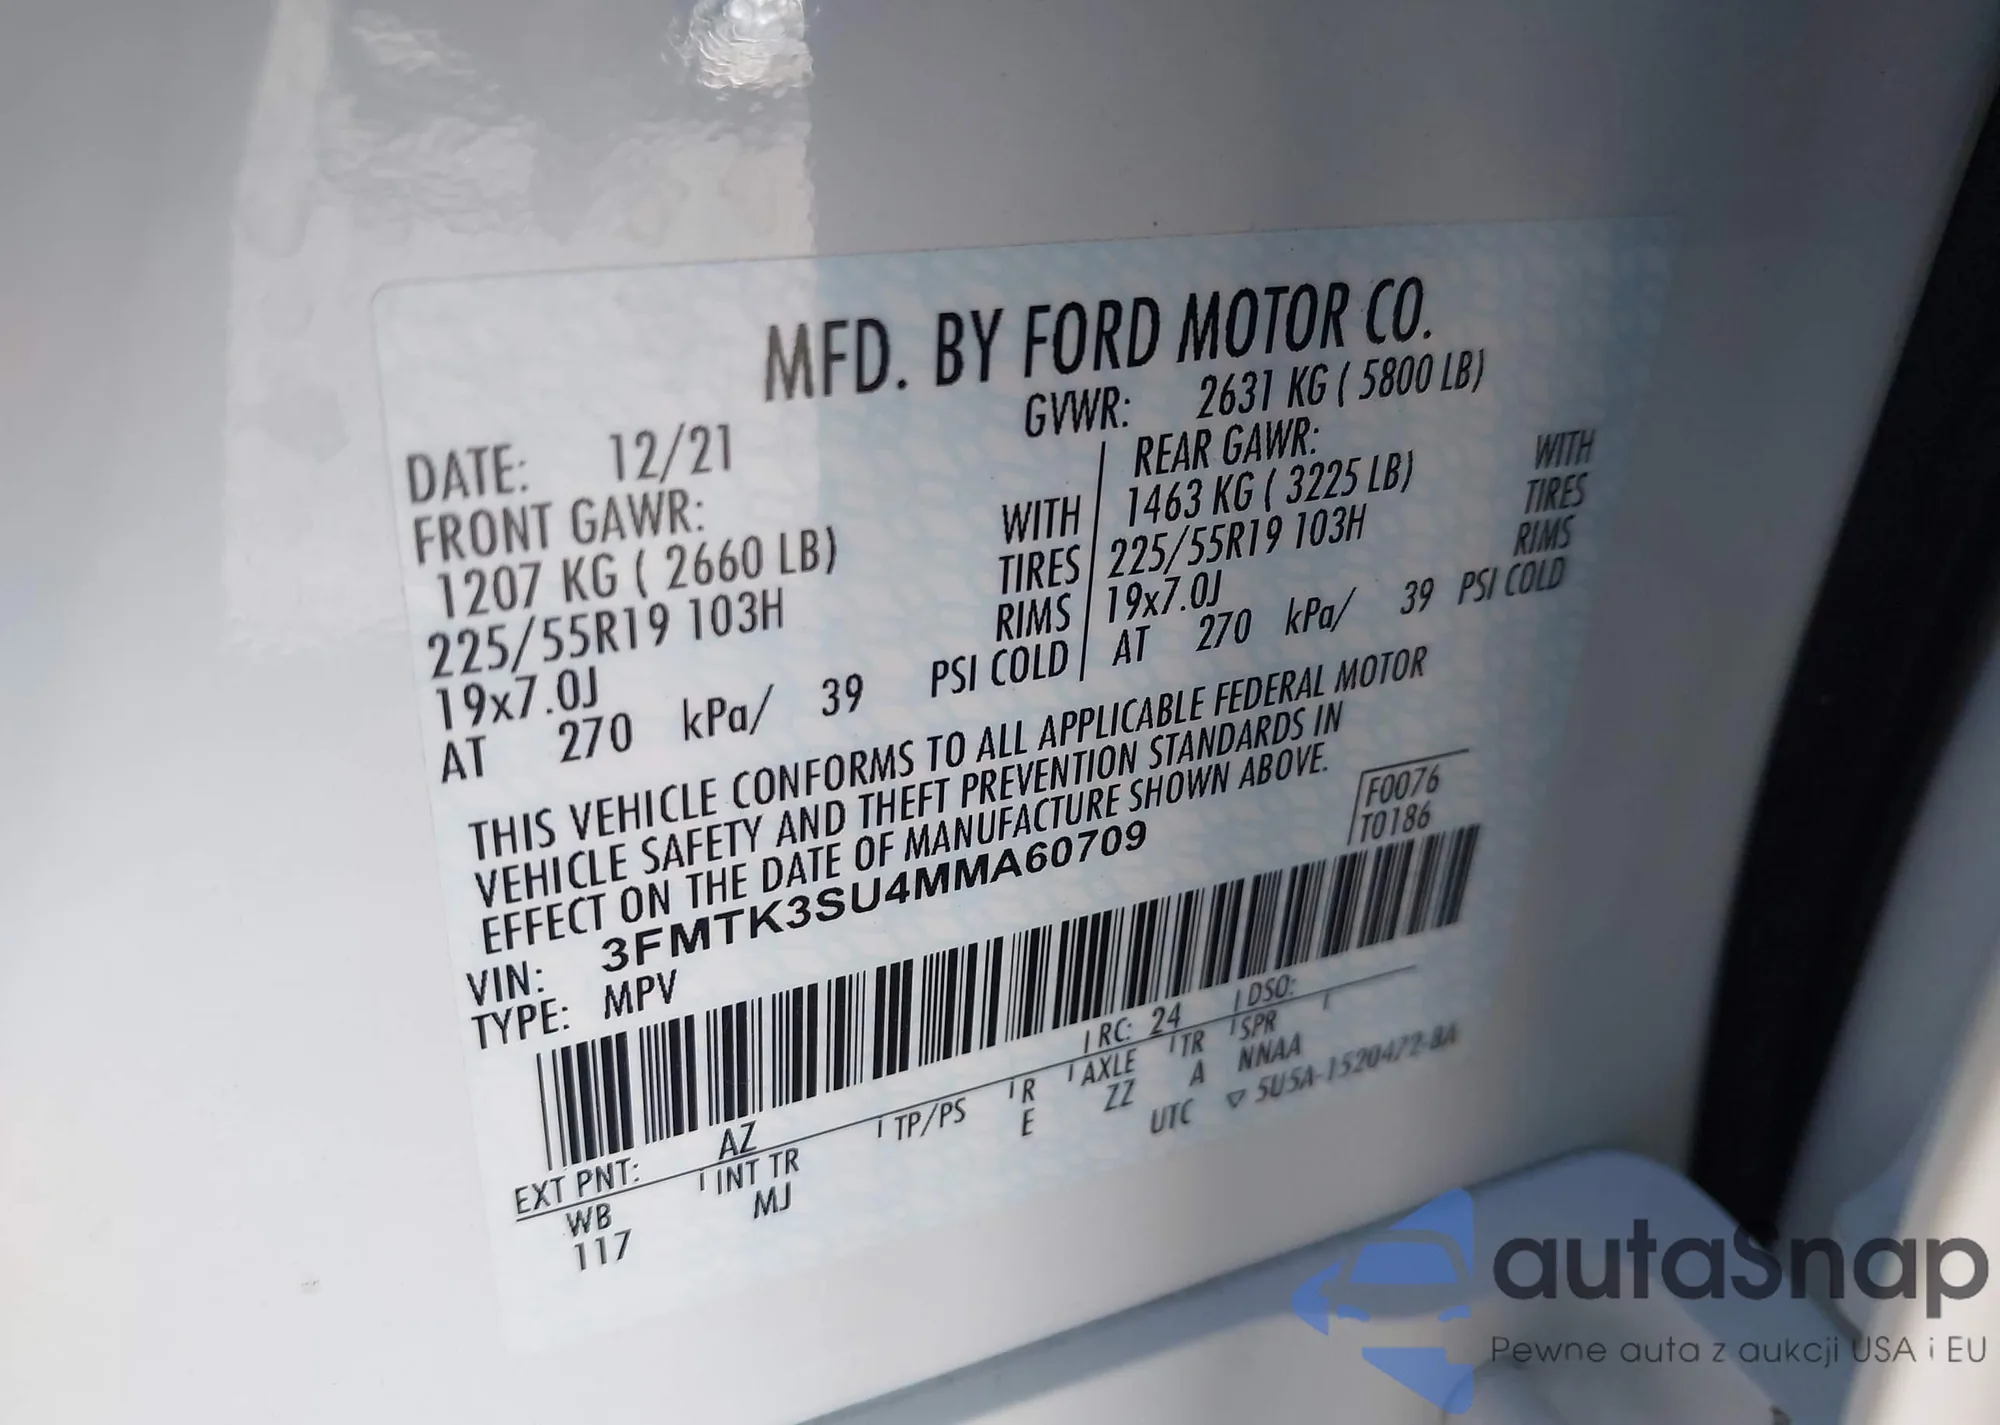 MFD. BY FORD MOTOR CO.
DATE: 12/21 GVWR: 2631 KG ( 5800 LB)
FRONT GAWR: WITH REAR GAWR: WITH
1207 KG ( 2660 LB) TIRES 1463 KG ( 3225 LB) TIRES
225/55R19 103H RIMS 225/55R19 103H RIMS
19x7.0J 19x7.0J
AT 270 kPa/ 39 PSI COLD AT 270 kPa/ 39 PSI COLD
THIS VEHICLE CONFORMS TO ALL APPLICABLE FEDERAL MOTOR
VEHICLE SAFETY AND THEFT PREVENTION STANDARDS IN
EFFECT ON THE DATE OF MANUFACTURE SHOWN ABOVE.
F0076
T0186
VIN: 3FMTK3SU4MMA60709
TYPE: MPV
EXT PNT: AZ RC: 24 DSO:
WB INT TR TP/PS R AXLE TR SPR
117 MJ E ZZ A NNAA
UTC ▽ 5U5A-1520472-BA
autaSnap
Pewne auta z aukcji USA i EU